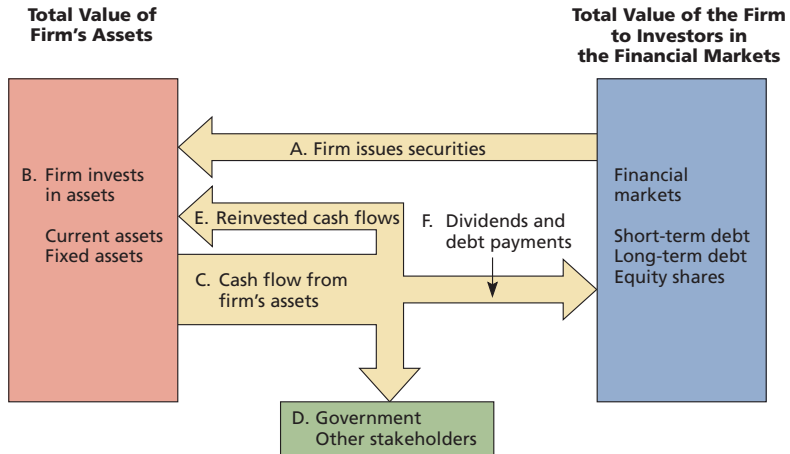 Total Value of
Firm's Assets
Total Value of the Firm
to Investors in
the Financial Markets
A. Firm issues securities
B. Firm invests
in assets
Current assets
Fixed assets
E. Reinvested cash flows
F. Dividends and
debt payments
C. Cash flow from
firm's assets
Financial
markets
Short-term debt
Long-term debt
Equity shares
D. Government
Other stakeholders